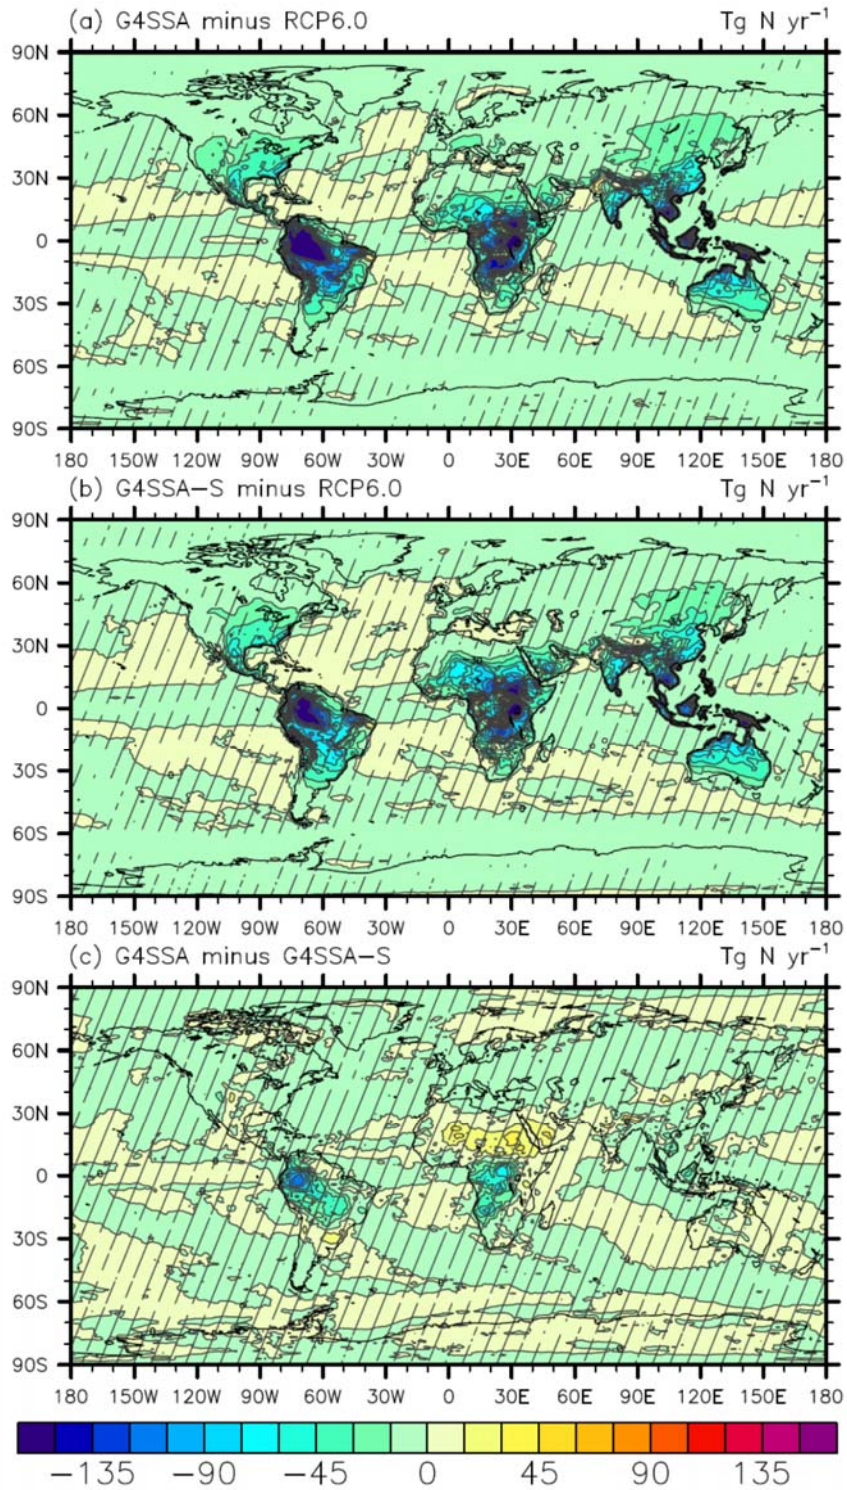 (a) G4SSA minus RCP6.0 Tg N yr⁻¹
90N
60N
30N
0
30S
60S
90S
180 150W 120W 90W 60W 30W 0 30E 60E 90E 120E 150E 180
(b) G4SSA−S minus RCP6.0 Tg N yr⁻¹
90N
60N
30N
0
30S
60S
90S
180 150W 120W 90W 60W 30W 0 30E 60E 90E 120E 150E 180
(c) G4SSA minus G4SSA−S Tg N yr⁻¹
90N
60N
30N
0
30S
60S
90S
180 150W 120W 90W 60W 30W 0 30E 60E 90E 120E 150E 180
−135 −90 −45 0 45 90 135